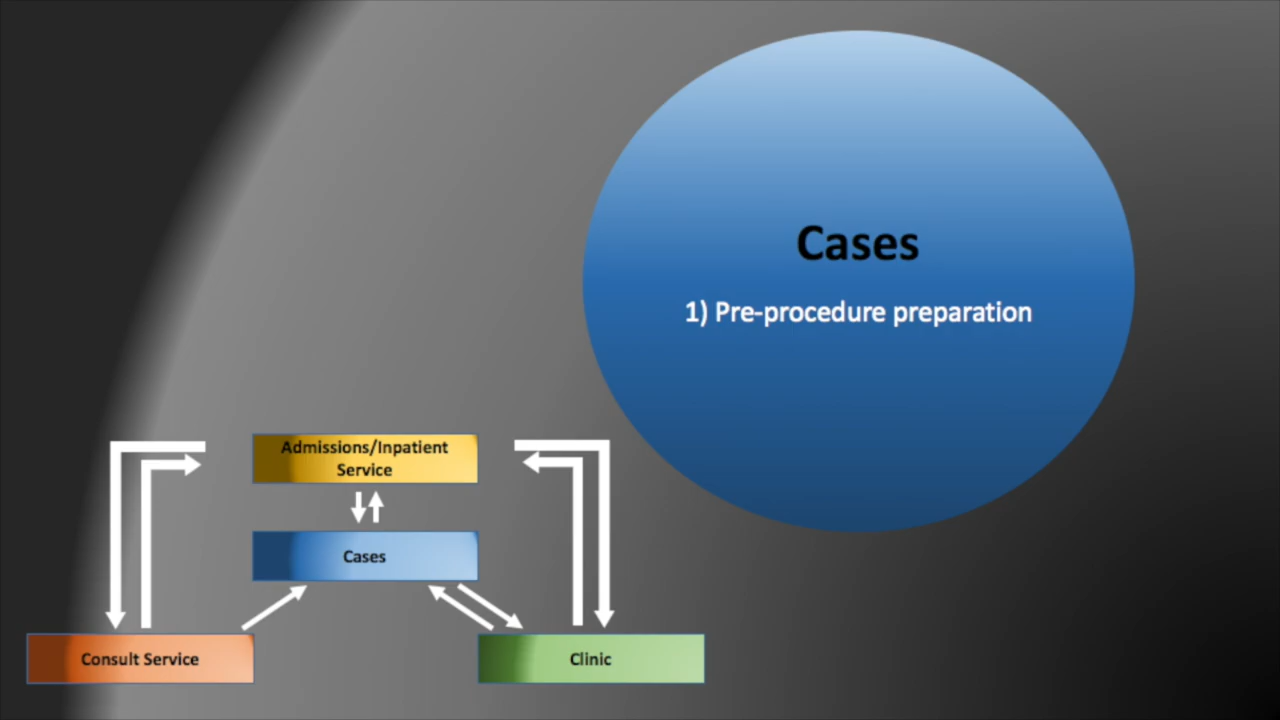 Cases
1) Pre-procedure preparation
Admissions/Inpatient
Service
Cases
Consult Service
Clinic